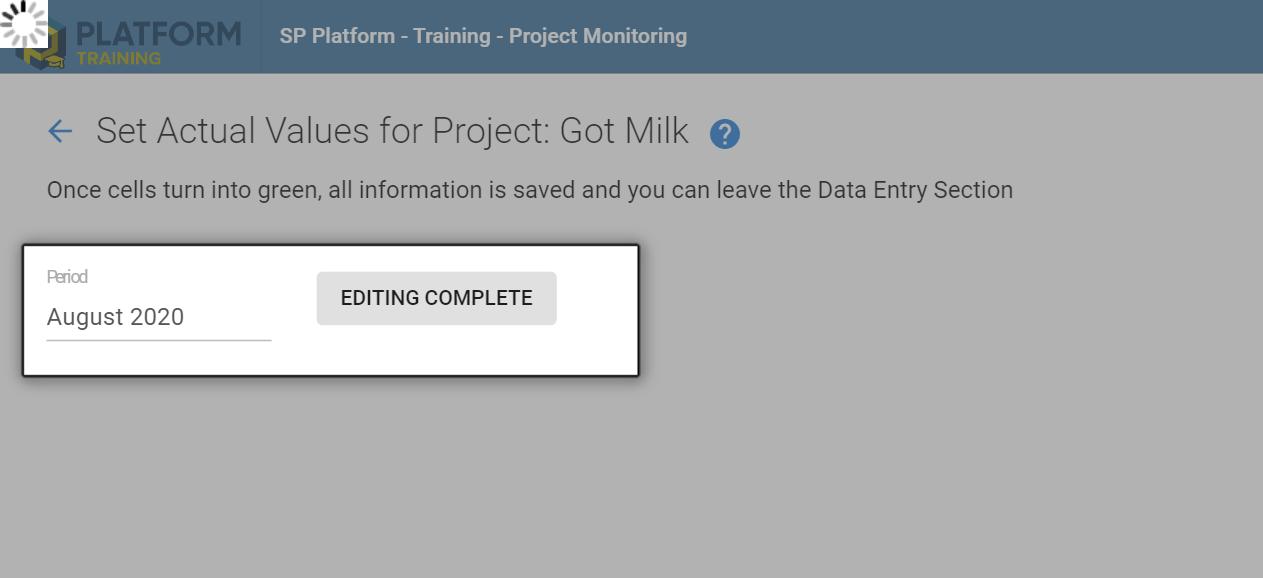 PLATFORM
TRAINING
SP Platform - Training - Project Monitoring
Set Actual Values for Project: Got Milk ?
Once cells turn into green, all information is saved and you can leave the Data Entry Section
Period
August 2020
EDITING COMPLETE